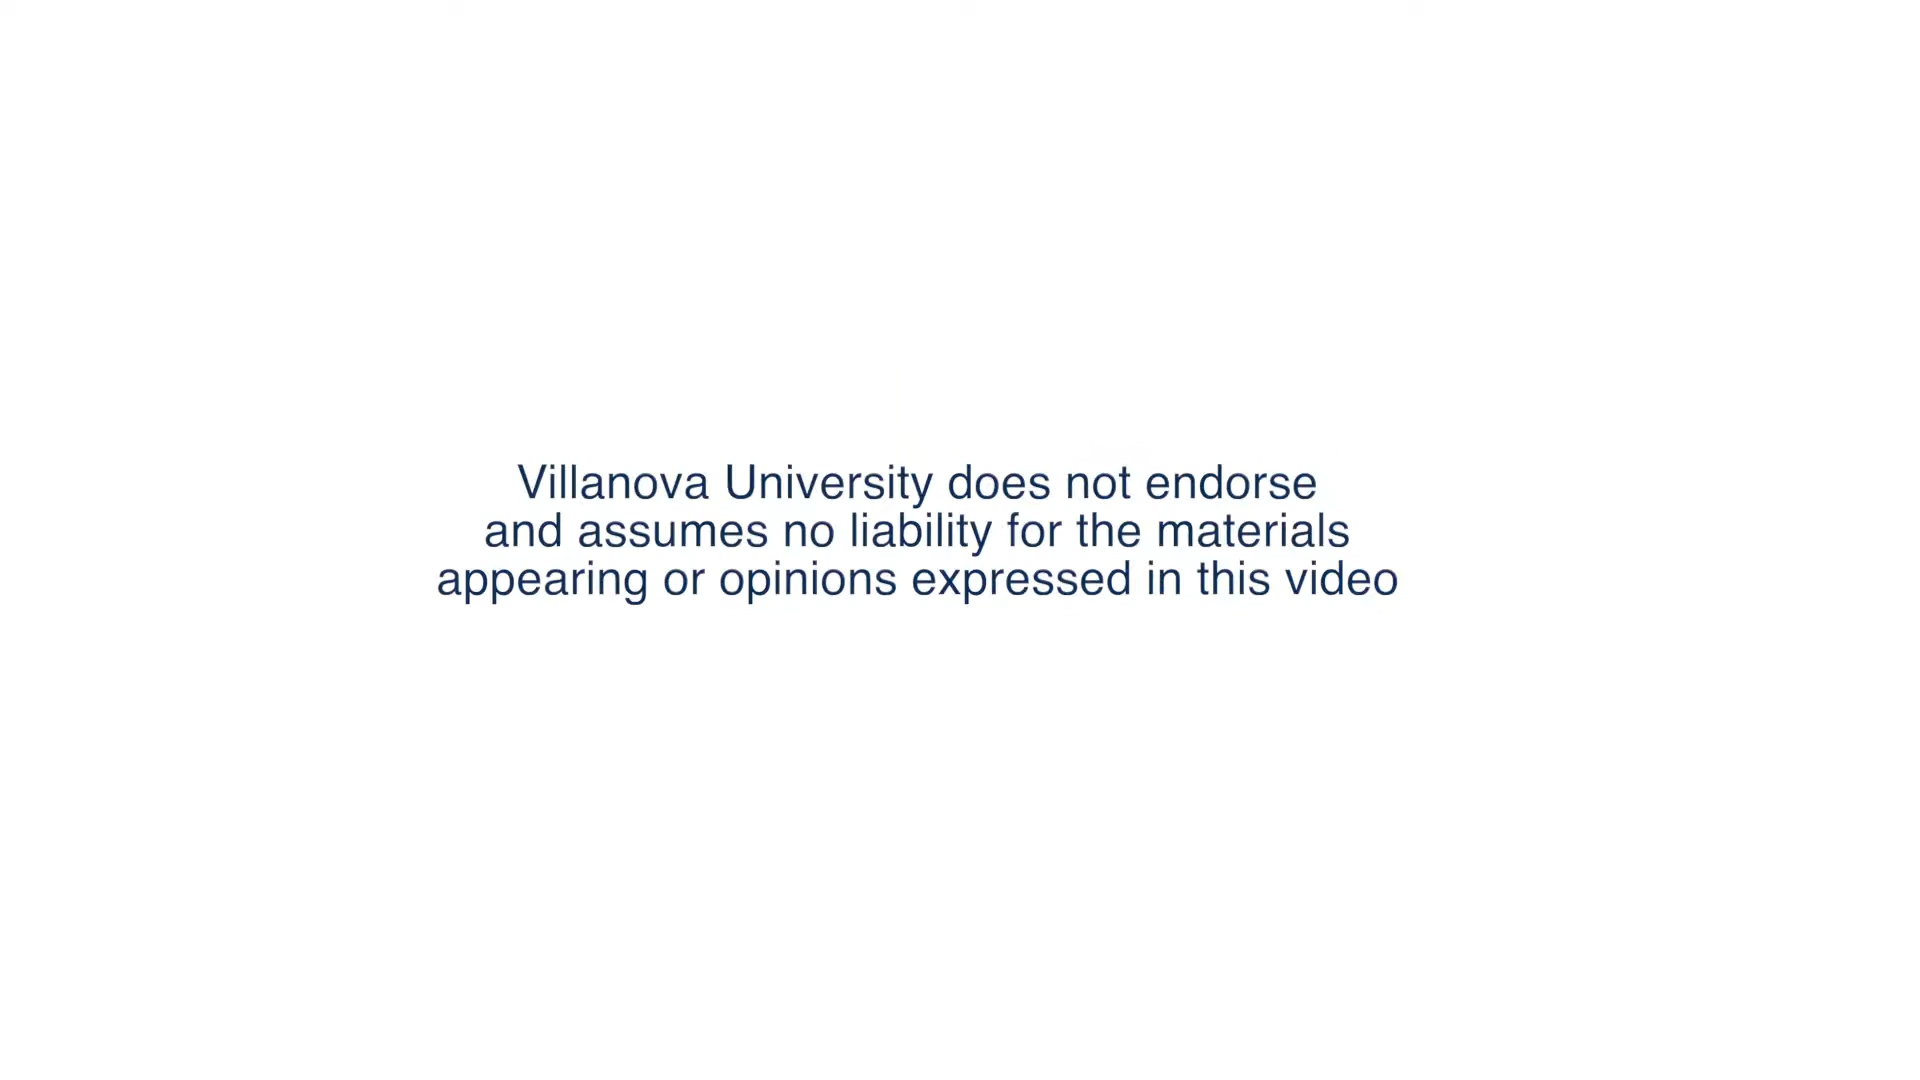 Villanova University does not endorse
and assumes no liability for the materials
appearing or opinions expressed in this video